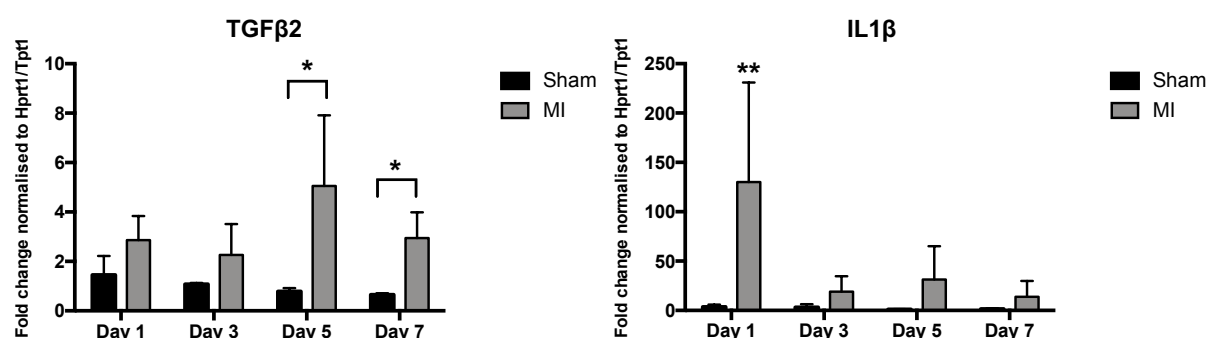 TGFβ2
Fold change normalised to Hprt1/Tpt1
10
8
6
4
2
0
*
*
Day 1 Day 3 Day 5 Day 7
Sham
MI
IL1β
Fold change normalised to Hprt1/Tpt1
250
200
150
100
50
0
**
Day 1 Day 3 Day 5 Day 7
Sham
MI